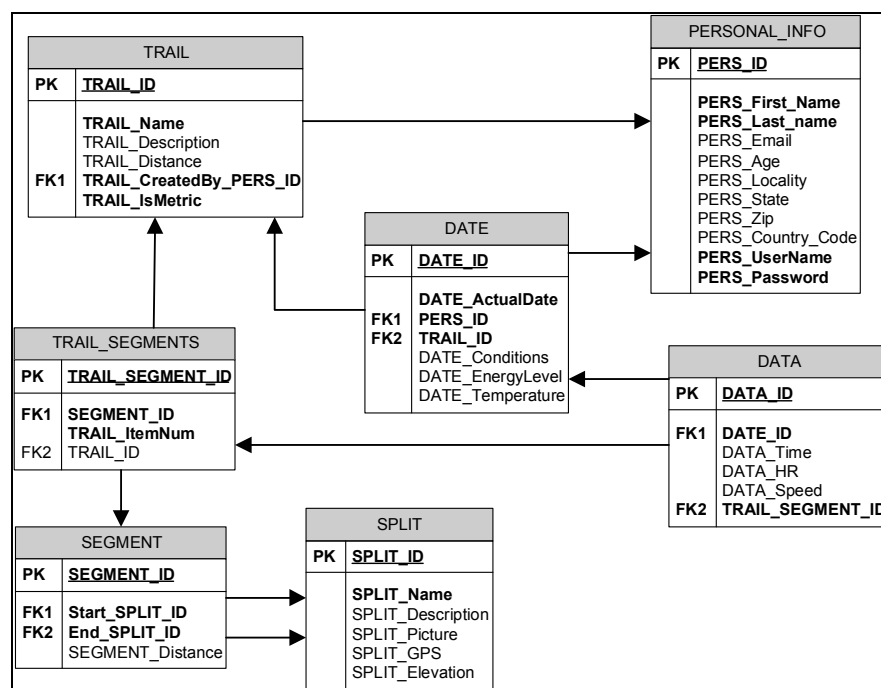 TRAIL
PK TRAIL_ID
TRAIL_Name
TRAIL_Description
TRAIL_Distance
FK1 TRAIL_CreatedBy_PERS_ID
TRAIL_IsMetric
PERSONAL_INFO
PK PERS_ID
PERS_First_Name
PERS_Last_name
PERS_Email
PERS_Age
PERS_Locality
PERS_State
PERS_Zip
PERS_Country_Code
PERS_UserName
PERS_Password
DATE
PK DATE_ID
DATE_ActualDate
FK1 PERS_ID
FK2 TRAIL_ID
DATE_Conditions
DATE_EnergyLevel
DATE_Temperature
TRAIL_SEGMENTS
PK TRAIL_SEGMENT_ID
FK1 SEGMENT_ID
TRAIL_ItemNum
FK2 TRAIL_ID
DATA
PK DATA_ID
FK1 DATE_ID
DATA_Time
DATA_HR
DATA_Speed
FK2 TRAIL_SEGMENT_ID
SEGMENT
PK SEGMENT_ID
FK1 Start_SPLIT_ID
FK2 End_SPLIT_ID
SEGMENT_Distance
SPLIT
PK SPLIT_ID
SPLIT_Name
SPLIT_Description
SPLIT_Picture
SPLIT_GPS
SPLIT_Elevation